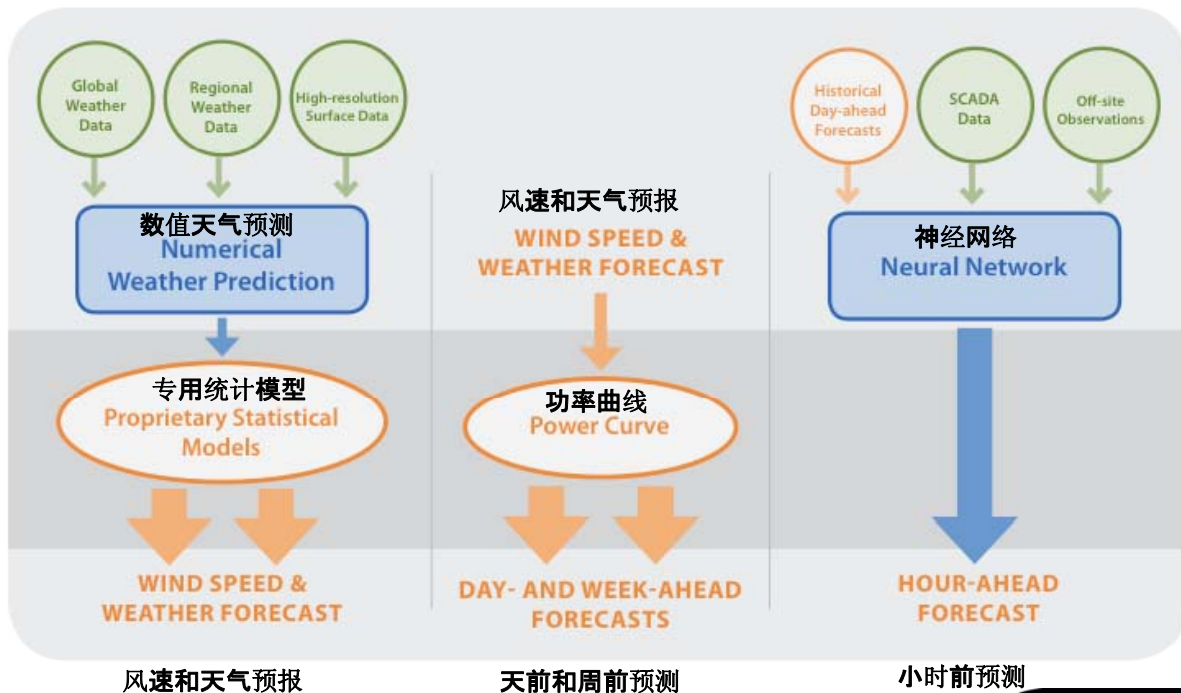 Global
Weather
Data
Regional
Weather
Data
High-resolution
Surface Data
数值天气预测
Numerical
Weather Prediction
专用统计模型
Proprietary Statistical
Models
WIND SPEED &
WEATHER FORECAST
风速和天气预报
风速和天气预报
WIND SPEED &
WEATHER FORECAST
功率曲线
Power Curve
DAY- AND WEEK-AHEAD
FORECASTS
天前和周前预测
Historical
Day-ahead
Forecasts
SCADA
Data
Off-site
Observations
神经网络
Neural Network
HOUR-AHEAD
FORECAST
小时前预测